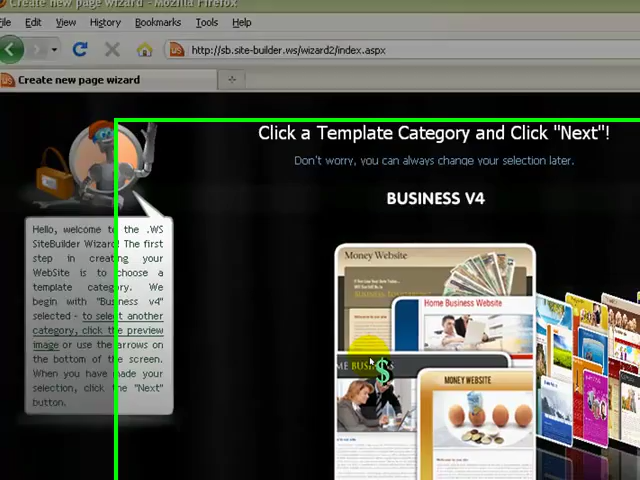 Create new page wizard - Mozilla Firefox
File Edit View History Bookmarks Tools Help
http://sb.site-builder.ws/wizard2/index.aspx
Create new page wizard
Click a Template Category and Click "Next"!
Don't worry, you can always change your selection later.
BUSINESS V4
Hello, welcome to the .WS
SiteBuilder Wizard! The first
step in creating your
WebSite is to choose a
template category. We
begin with "Business v4"
selected - to select another
category, click the preview
image or use the arrows on
the bottom of the screen.
When you have made your
selection, click the "Next"
button.
Money Website
Home Business Website
ME BUSINESS
MONEY WEBSITE